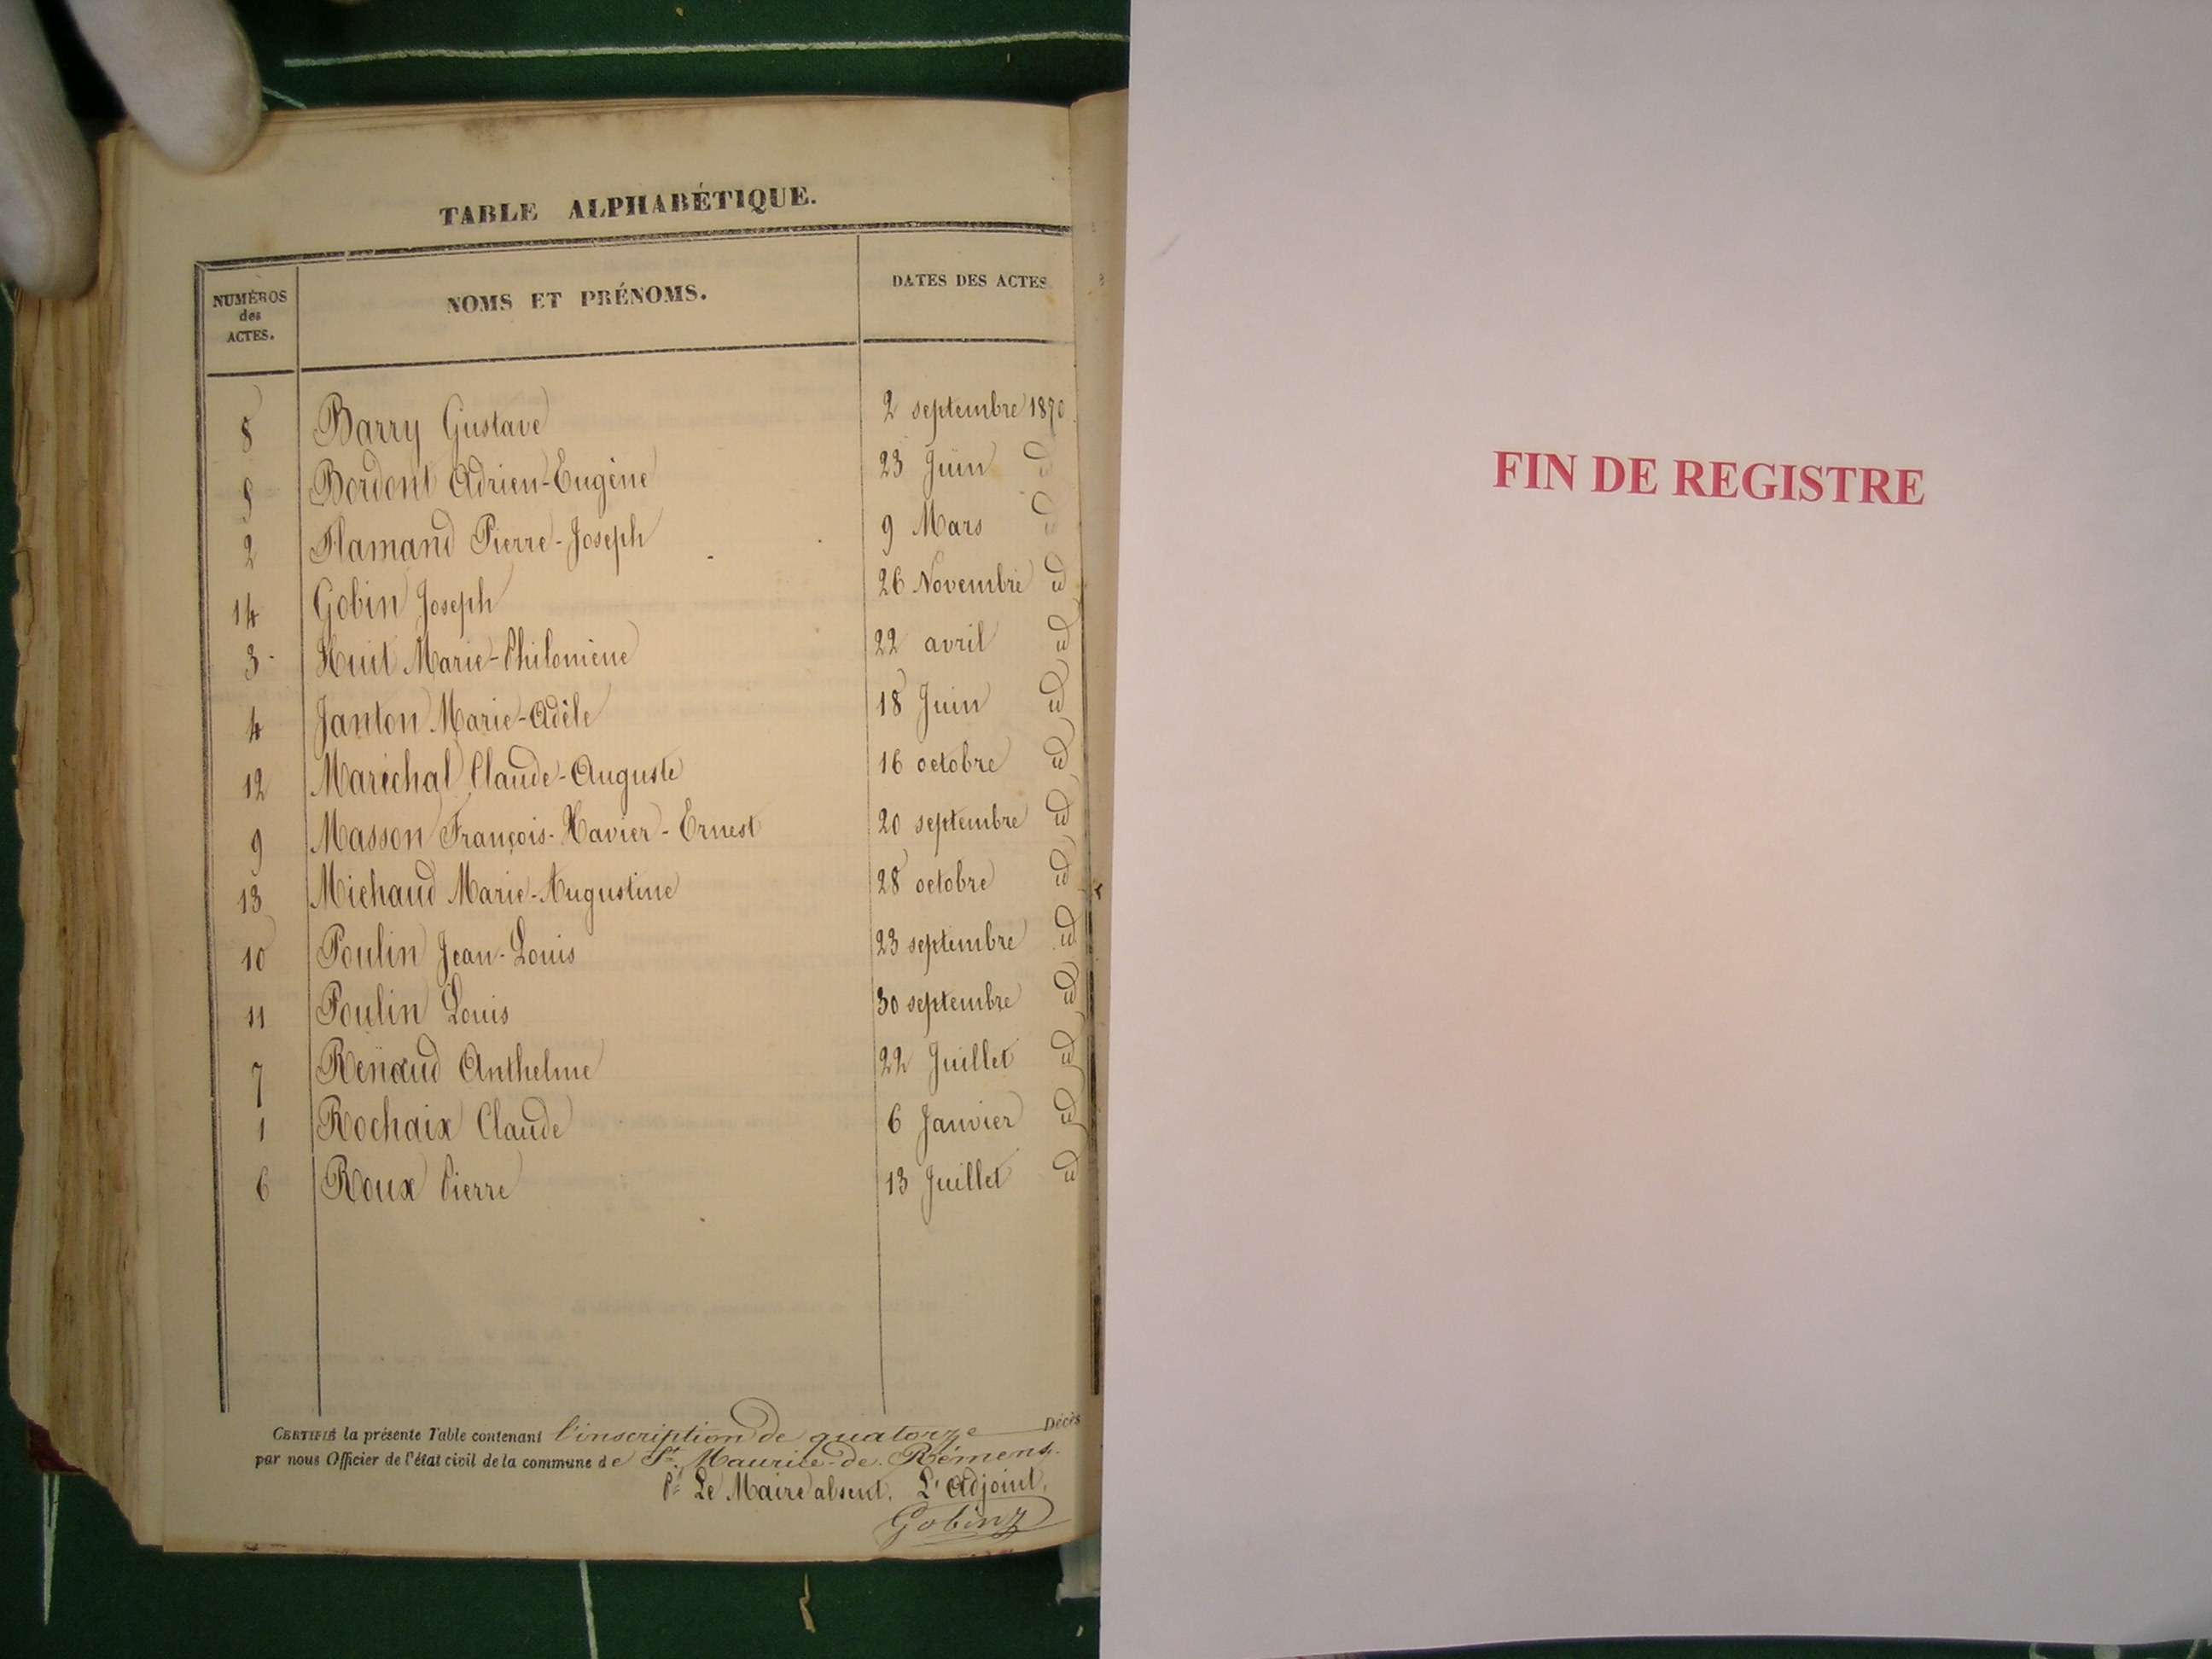 TABLE ALPHABÉTIQUE.
NUMÉROS des ACTES. NOMS ET PRÉNOMS. DATES DES ACTES
8 Barry Gustave 2 septembre 1870
Bordont Adrien-Eugène 23 Juin d
2 Flamand Pierre-Joseph 9 Mars d
14 Gobin Joseph 26 Novembre id
3 Huit Marie-Philomène 22 avril id
4 Janton Marie-Adèle 18 Juin id
12 Maréchal Claude-Auguste 16 octobre id
9 Masson François-Xavier-Ernest 20 septembre id
13 Michaud Marie-Augustine 28 octobre id
10 Poulin Jean-Louis 23 septembre id
11 Poulin Louis 30 septembre id
7 Renaud Anthelme 22 Juillet id
1 Rochaix Claude 6 Janvier id
6 Roux Pierre 13 Juillet id
CERTIFIÉ la présente Table contenant l'inscription de quatorze Décès
par nous Officier de l'état civil de la commune de St. Maurice-de-Rémens.
Pr Le Maire absent. L'Adjoint,
Gobin
FIN DE REGISTRE